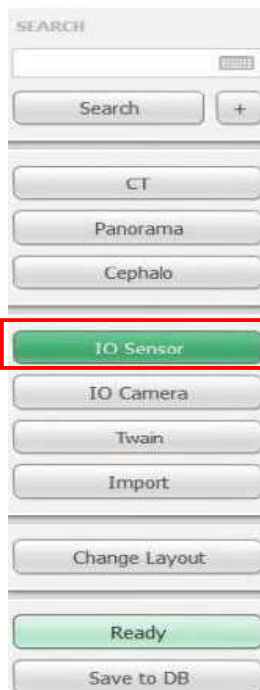 SEARCH
Search +
CT
Panorama
Cephalo
IO Sensor
IO Camera
Twain
Import
Change Layout
Ready
Save to DB